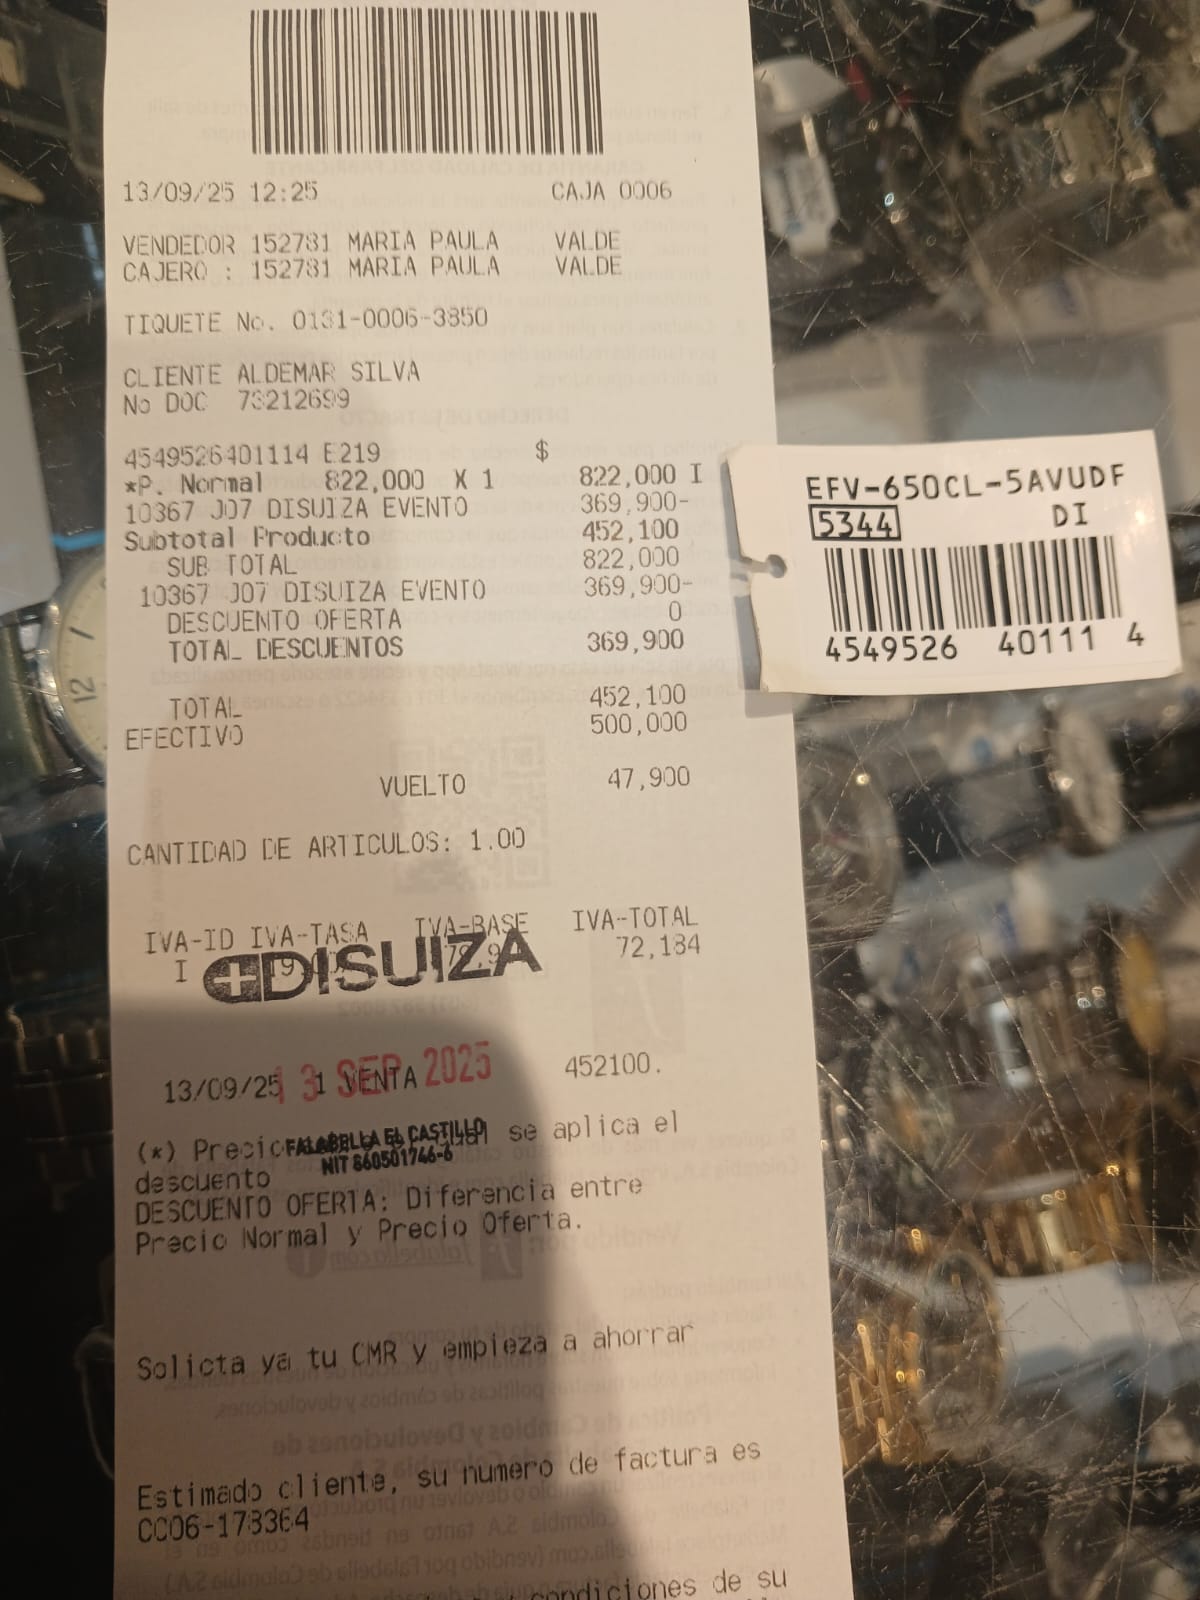 13/09/25 12:25 CAJA 0006
VENDEDOR 152781 MARIA PAULA VALDE
CAJERO : 152781 MARIA PAULA VALDE
TIQUETE No. 0131-0006-3850
CLIENTE ALDEMAR SILVA
No DOC 73212699
4549526401114 E219 $
*P. Normal 822,000 X 1 822,000 I
10367 J07 DISUIZA EVENTO 369,900-
Subtotal Producto 452,100
SUB TOTAL 822,000
10367 J07 DISUIZA EVENTO 369,900-
DESCUENTO OFERTA 0
TOTAL DESCUENTOS 369,900
TOTAL 452,100
EFECTIVO 500,000
VUELTO 47,900
CANTIDAD DE ARTICULOS: 1.00
IVA-ID IVA-TASA IVA-BASE IVA-TOTAL
I 72,184
DISUIZA
13/09/25 1 VENTA 452100.
13 SEP 2025
(*) Precio se aplica el
FALABELLA EL CASTILLO
NIT 860501746-6
descuento
DESCUENTO OFERTA: Diferencia entre
Precio Normal y Precio Oferta.
Solicta ya tu CMR y empieza a ahorrar
Estimado cliente, su numero de factura es
CC06-178364
condiciones de su
EFV-650CL-5AVUDF
5344 DI
4549526 40111 4
12